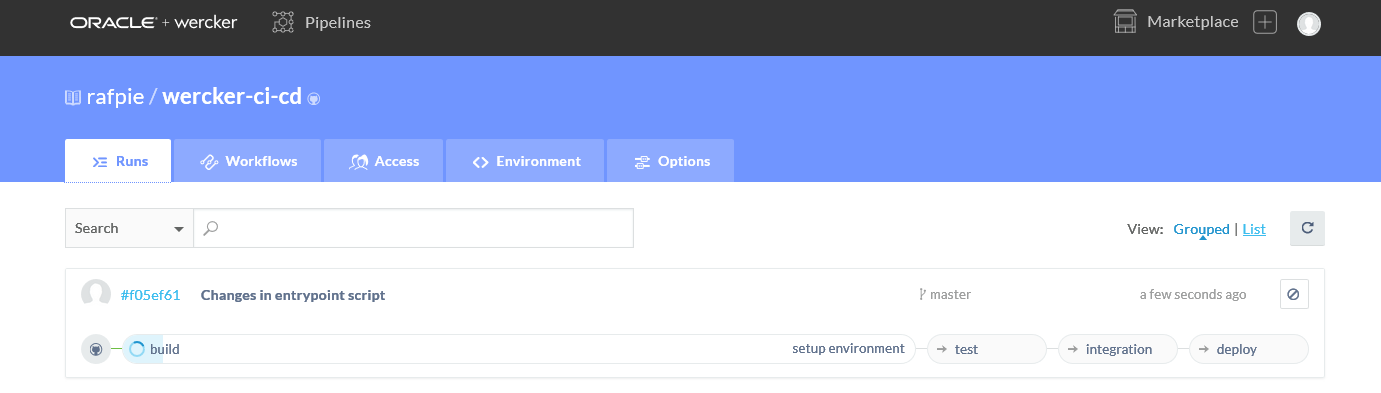 ORACLE + wercker Pipelines Marketplace
rafpie / wercker-ci-cd
Runs Workflows Access Environment Options
Search View: Grouped | List
#f05ef61 Changes in entrypoint script master a few seconds ago
build setup environment test integration deploy